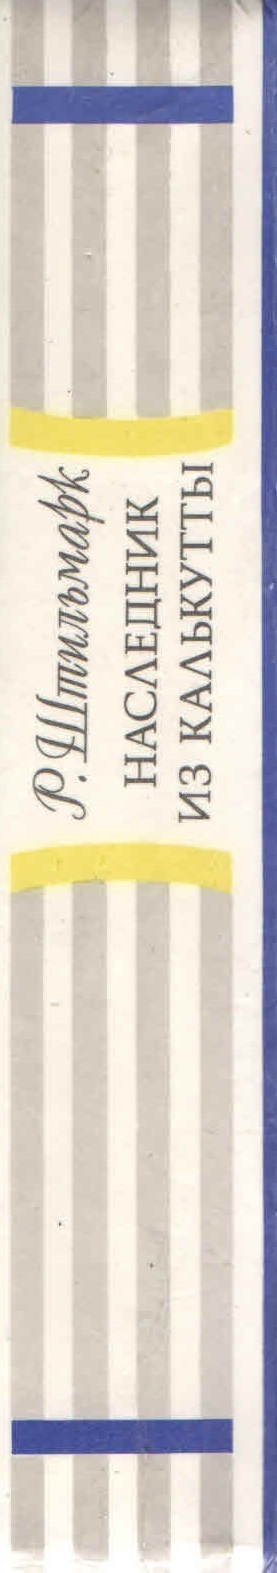 Р. Штильмарк
НАСЛЕДНИК
ИЗ КАЛЬКУТТЫ